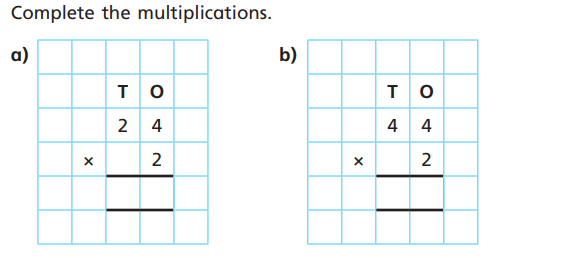 Complete the multiplications.
a)
T O
2 4
× 2
b)
T O
4 4
× 2